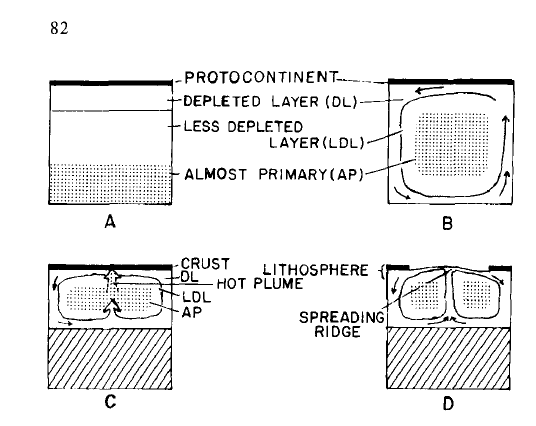 82
PROTOCONTINENT
DEPLETED LAYER (DL)
LESS DEPLETED
LAYER (LDL)
ALMOST PRIMARY (AP)
A
B
CRUST
DL
HOT PLUME
LDL
AP
LITHOSPHERE
SPREADING
RIDGE
C
D